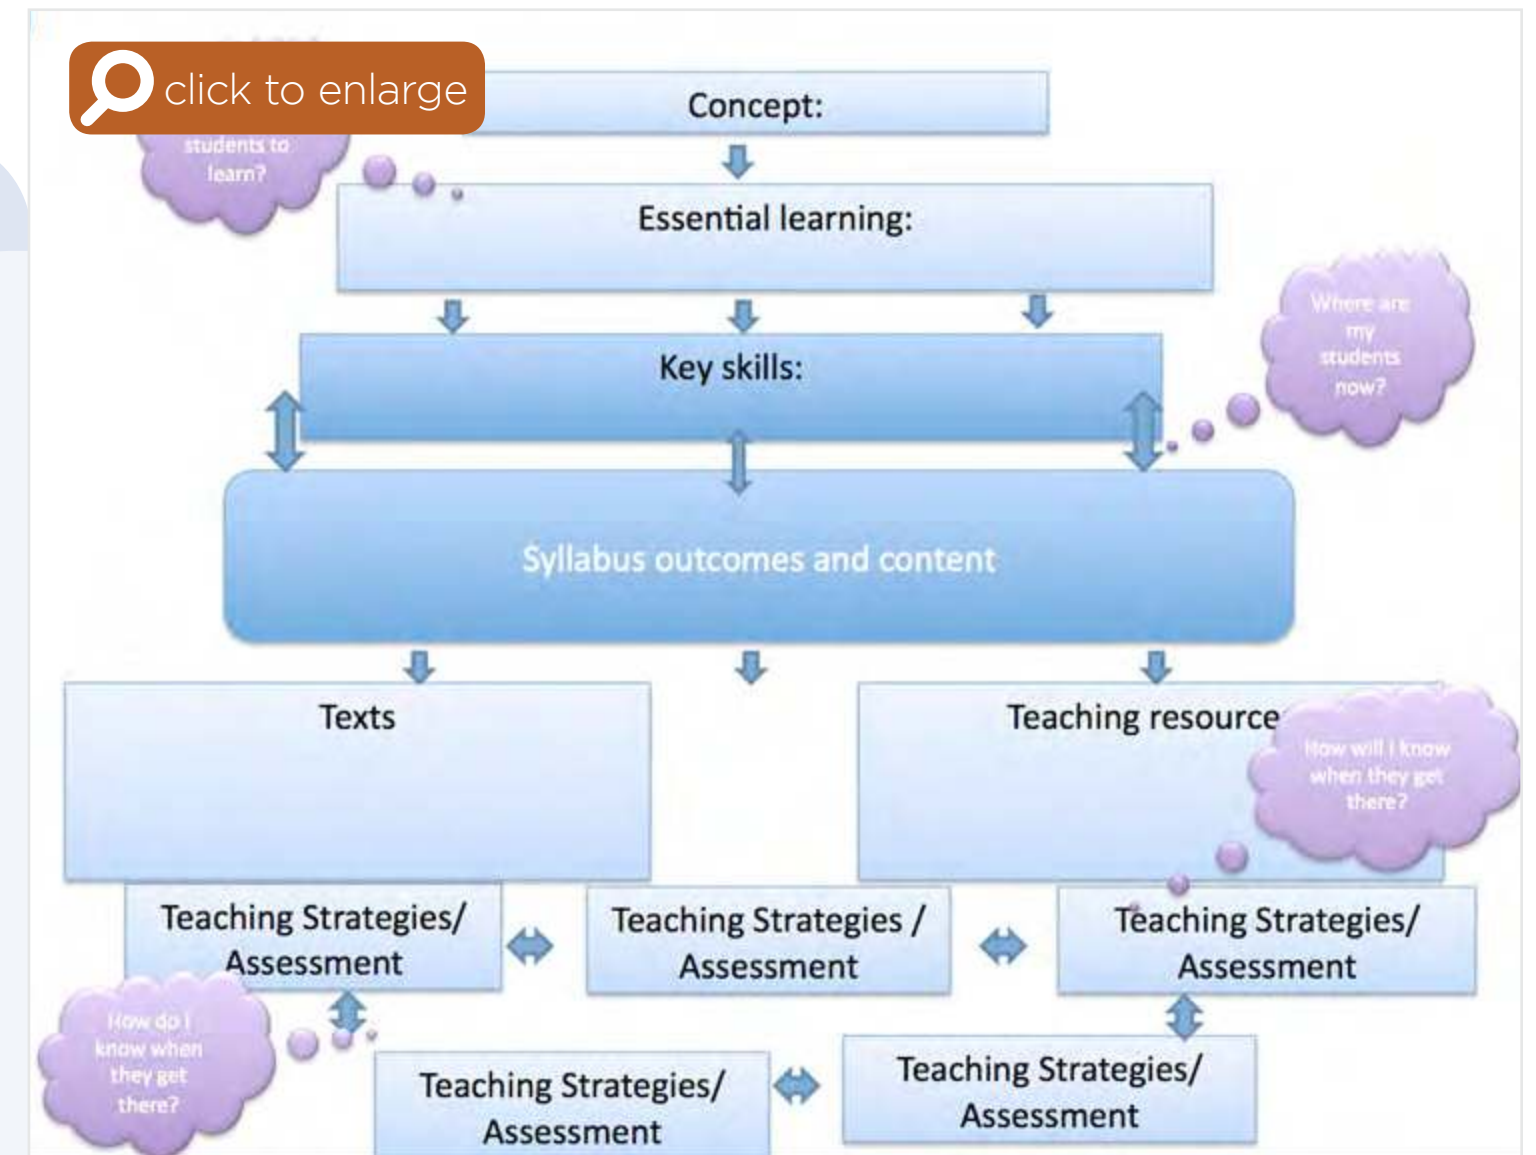 click to enlarge
Concept:
students to
learn?
Essential learning:
Where are
my
students
now?
Key skills:
Syllabus outcomes and content
Texts
Teaching resource
How will I know
when they get
there?
Teaching Strategies/
Assessment
Teaching Strategies /
Assessment
Teaching Strategies/
Assessment
How do I
know when
they get
there?
Teaching Strategies/
Assessment
Teaching Strategies/
Assessment